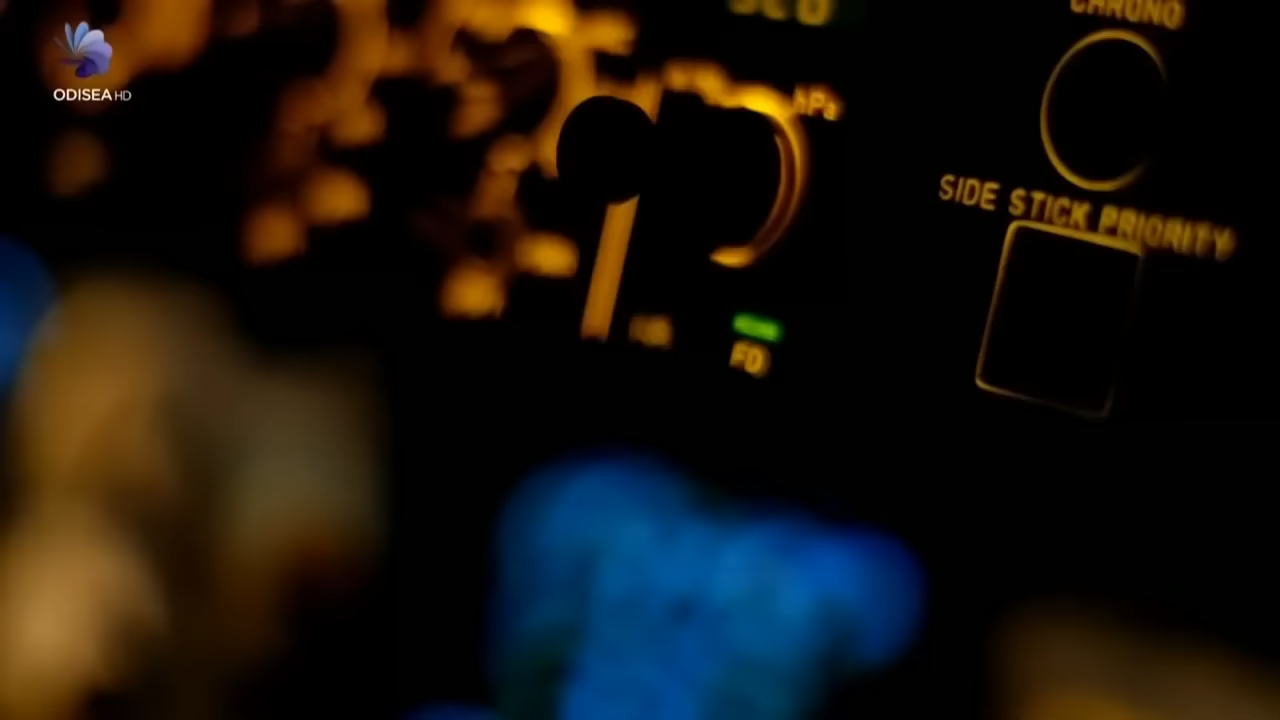 ODISEA HD
CHRONO
hPa
SIDE STICK PRIORITY
FD